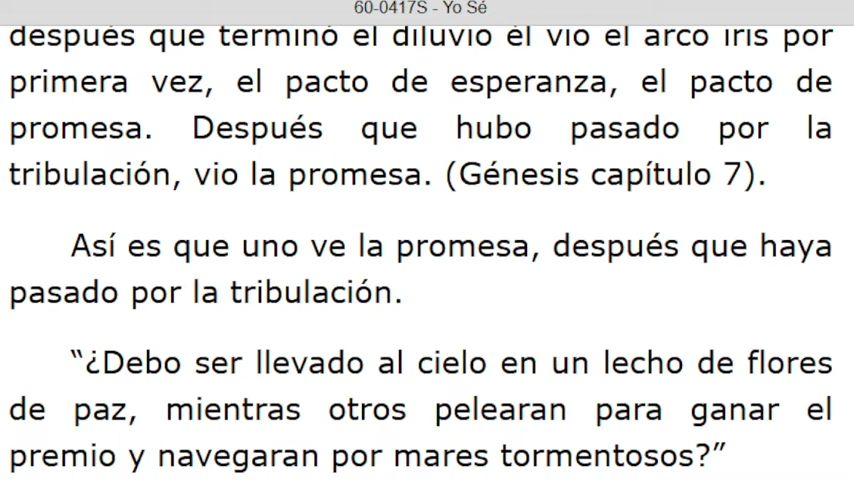 60-0417S - Yo Sé
después que terminó el diluvio él vio el arco iris por
primera vez, el pacto de esperanza, el pacto de
promesa. Después que hubo pasado por la
tribulación, vio la promesa. (Génesis capítulo 7).
Así es que uno ve la promesa, después que haya
pasado por la tribulación.
“¿Debo ser llevado al cielo en un lecho de flores
de paz, mientras otros pelearan para ganar el
premio y navegaran por mares tormentosos?”